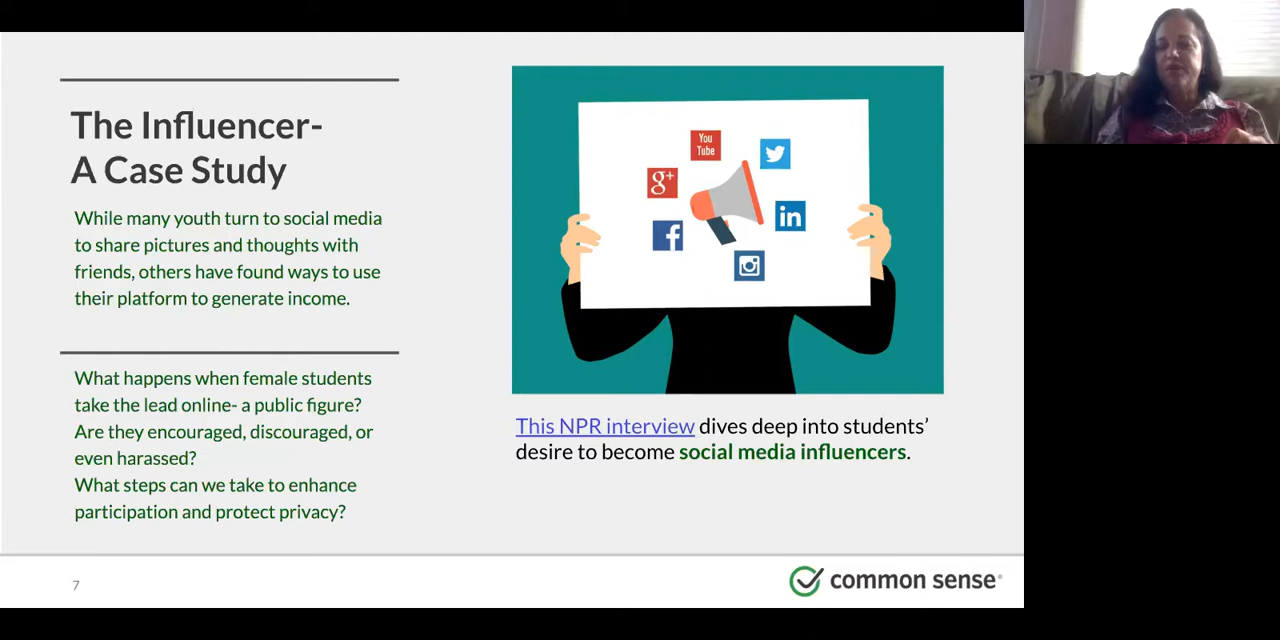 The Influencer-
A Case Study
While many youth turn to social media
to share pictures and thoughts with
friends, others have found ways to use
their platform to generate income.
What happens when female students
take the lead online- a public figure?
Are they encouraged, discouraged, or
even harassed?
What steps can we take to enhance
participation and protect privacy?
You
Tube
g+
f
in
This NPR interview dives deep into students’
desire to become social media influencers.
7
common sense®